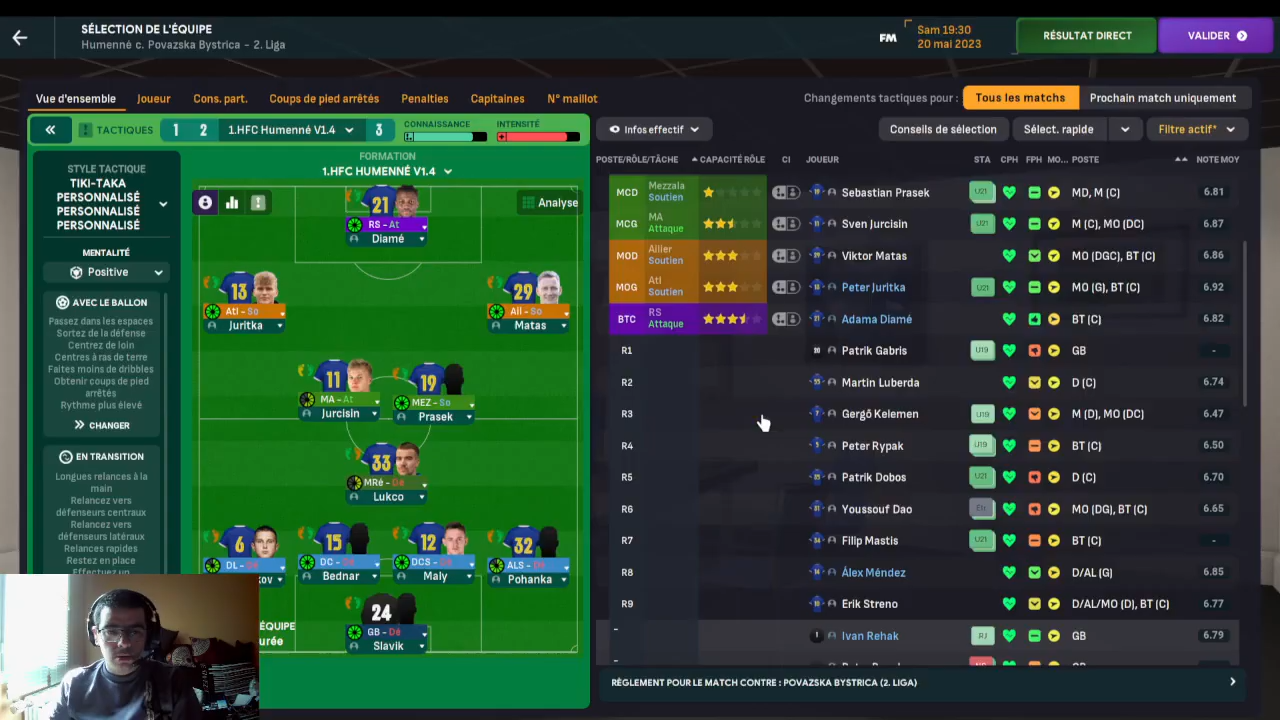 SÉLECTION DE L'ÉQUIPE
Humenné c. Povazska Bystrica - 2. Liga
FM
Sam 19:30
20 mai 2023
RÉSULTAT DIRECT
VALIDER
Vue d'ensemble
Joueur
Cons. part.
Coups de pied arrêtés
Penalties
Capitaines
N° maillot
Changements tactiques pour :
Tous les matchs
Prochain match uniquement
TACTIQUES
1
2
1.HFC Humenné V1.4
3
CONNAISSANCE
INTENSITÉ
Infos effectif
Conseils de sélection
Sélect. rapide
Filtre actif*
STYLE TACTIQUE
TIKI-TAKA
PERSONNALISÉ
PERSONNALISÉ
PERSONNALISÉ
MENTALITÉ
Positive
AVEC LE BALLON
Passez dans les espaces
Sortez de la défense
Centrez de loin
Centres à ras de terre
Faites moins de dribbles
Obtenir coups de pied
arrêtés
Rythme plus élevé
CHANGER
EN TRANSITION
Longues relances à la
main
Relancez vers
défenseurs centraux
Relancez vers
défenseurs latéraux
Relances rapides
Restez en place
FORMATION
1.HFC HUMENNÉ V1.4
Analyse
21
RS - At
Diamé
13
Atl - So
Juritka
29
All - So
Matas
11
MA - At
Jurcisin
19
MEZ - So
Prasek
33
MRé - Dé
Lukco
6
DL - Dé
kov
15
DC - Dé
Bednar
12
DCS - Dé
Maly
32
ALS - Dé
Pohanka
24
GB - Dé
Slavik
POSTE/RÔLE/TÂCHE CAPACITÉ RÔLE CI JOUEUR STA CPH FPH MO... POSTE NOTE MOY
MCD Mezzala Soutien Sebastian Prasek U21 MD, M (C) 6.81
MCG MA Attaque Sven Jurcisin U21 M (C), MO (DC) 6.87
MOD Ailier Soutien Viktor Matas MO (DGC), BT (C) 6.86
MOG Atl Soutien Peter Juritka U21 MO (G), BT (C) 6.92
BTC RS Attaque Adama Diamé BT (C) 6.82
R1 Patrik Gabris U19 GB -
R2 Martin Luberda D (C) 6.74
R3 Gergő Kelemen U19 M (D), MO (DC) 6.47
R4 Peter Rypak U19 BT (C) 6.50
R5 Patrik Dobos U21 D (C) 6.70
R6 Youssouf Dao MO (DG), BT (C) 6.65
R7 Filip Mastis U21 BT (C) -
R8 Álex Méndez D/AL (G) 6.85
R9 Erik Streno D/AL/MO (D), BT (C) 6.77
- Ivan Rehak RJ GB 6.79
RÈGLEMENT POUR LE MATCH CONTRE : POVAZSKA BYSTRICA (2. LIGA)